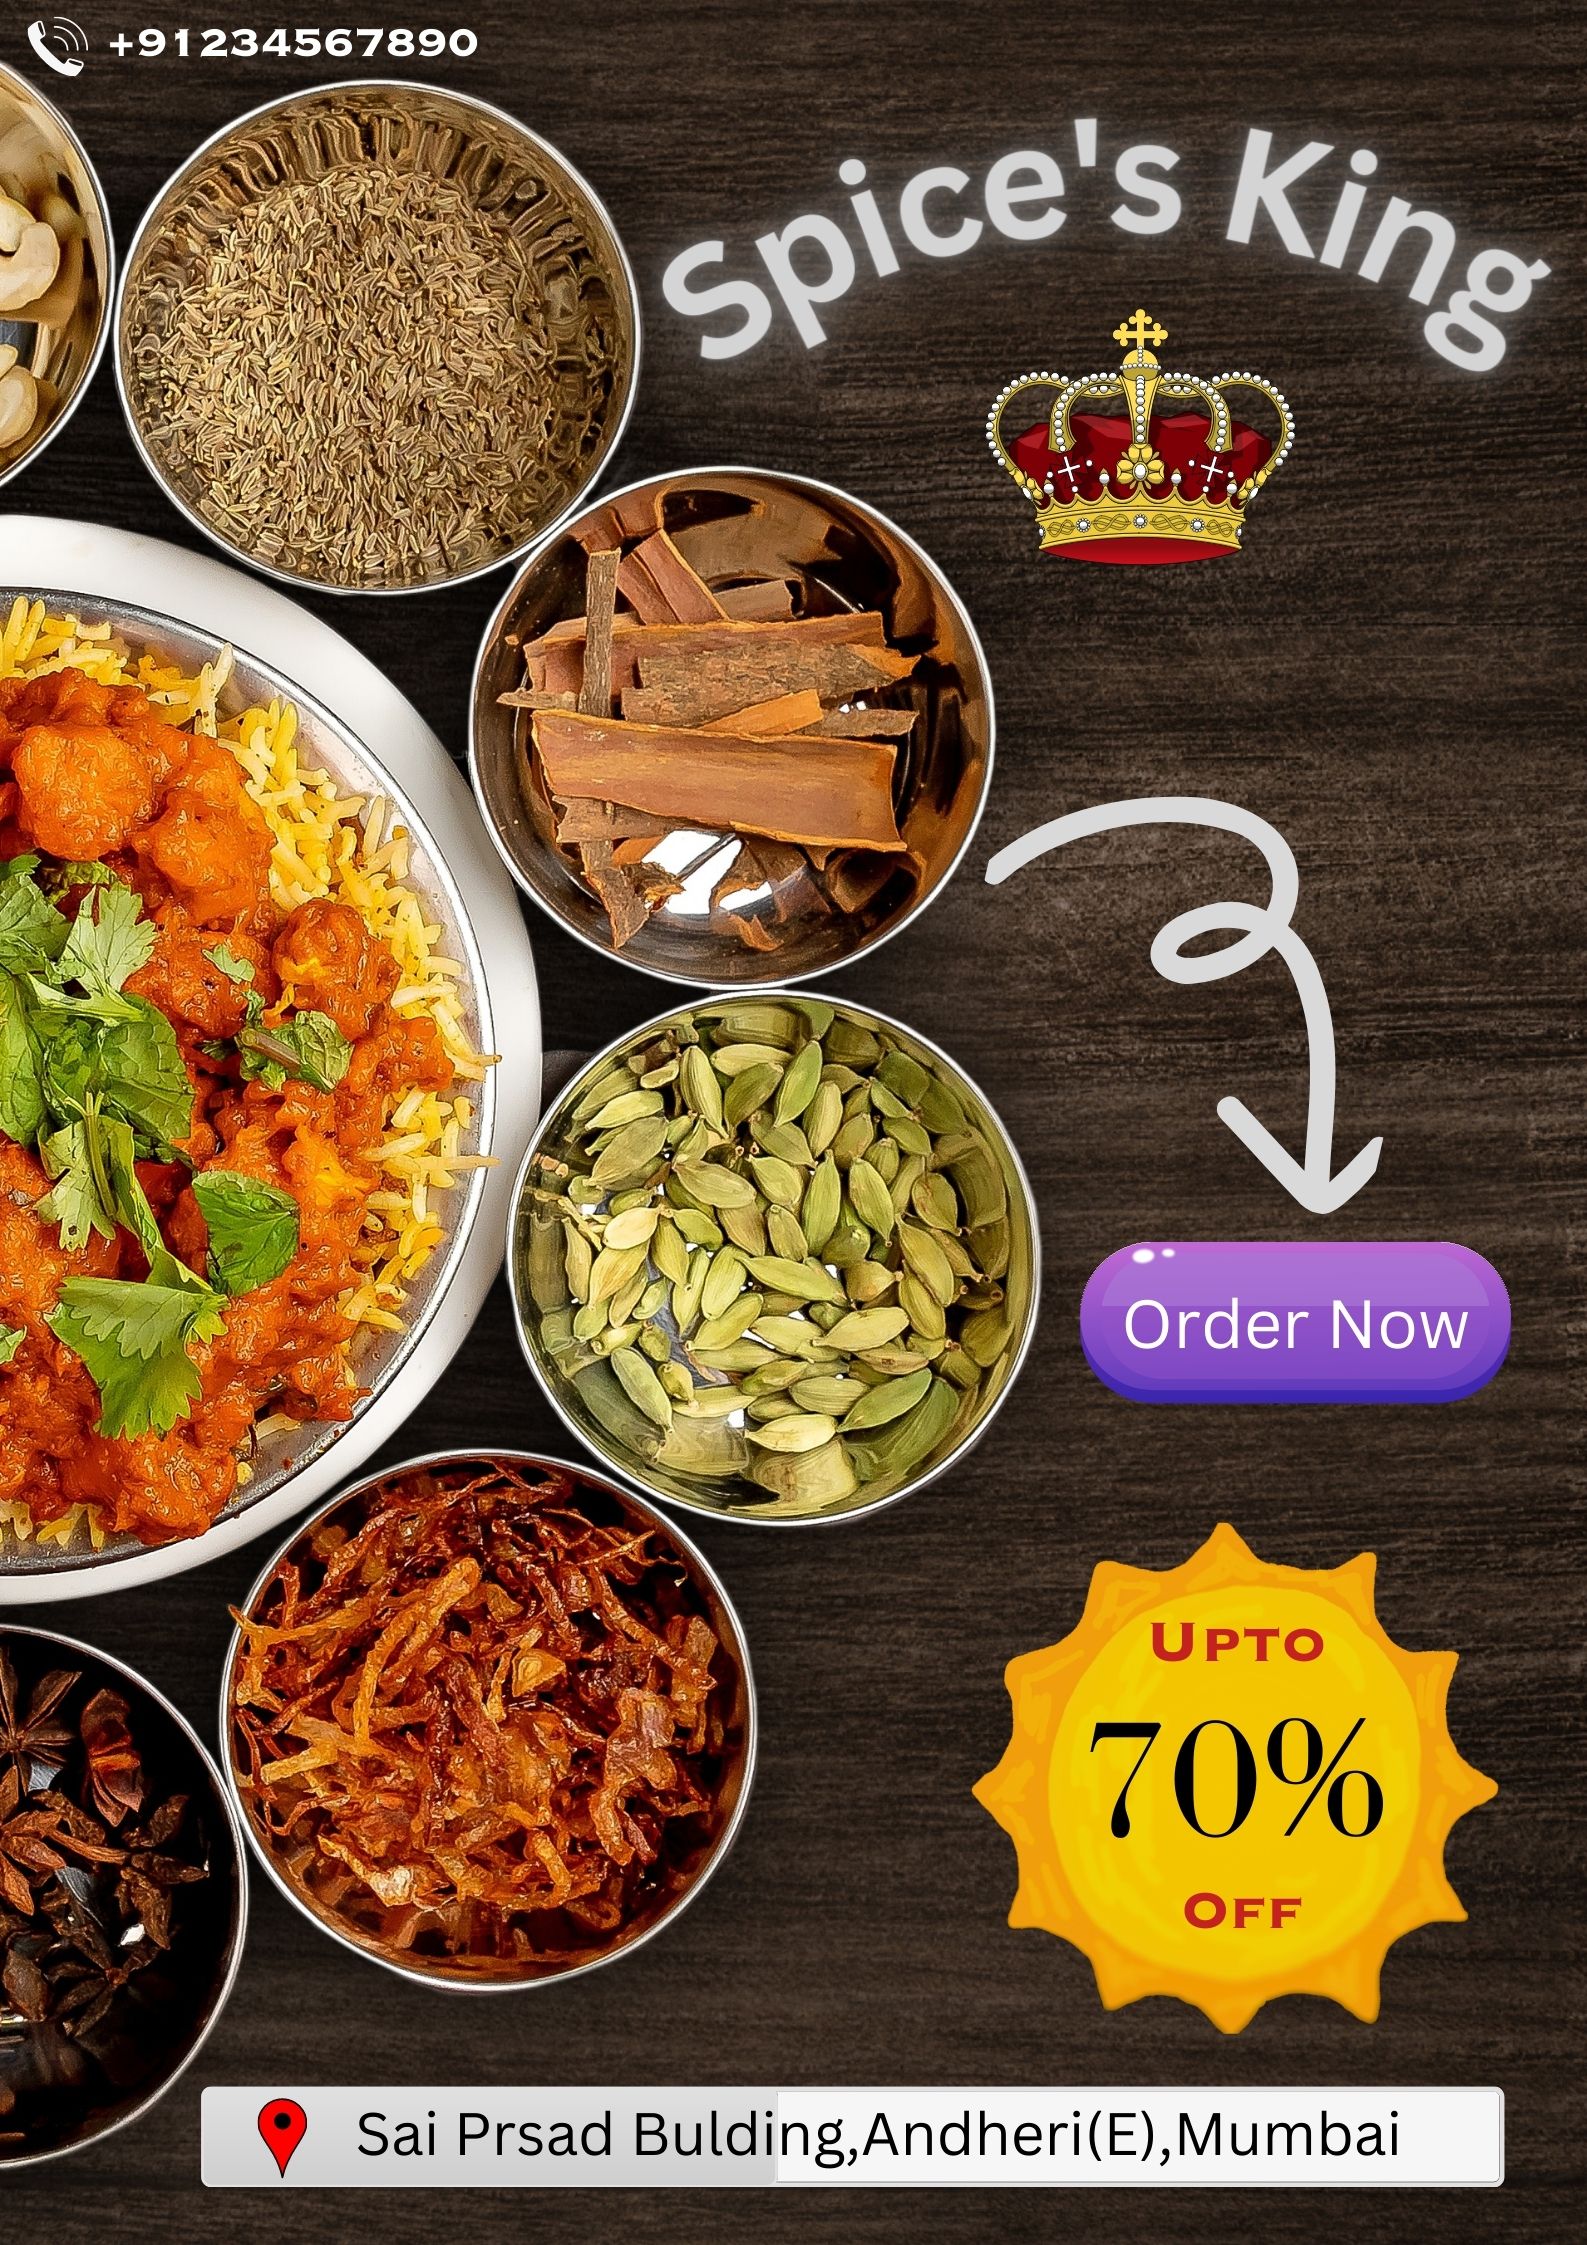 +91234567890
Spice's King
Order Now
Upto
70%
Off
Sai Prsad Bulding,Andheri(E),Mumbai